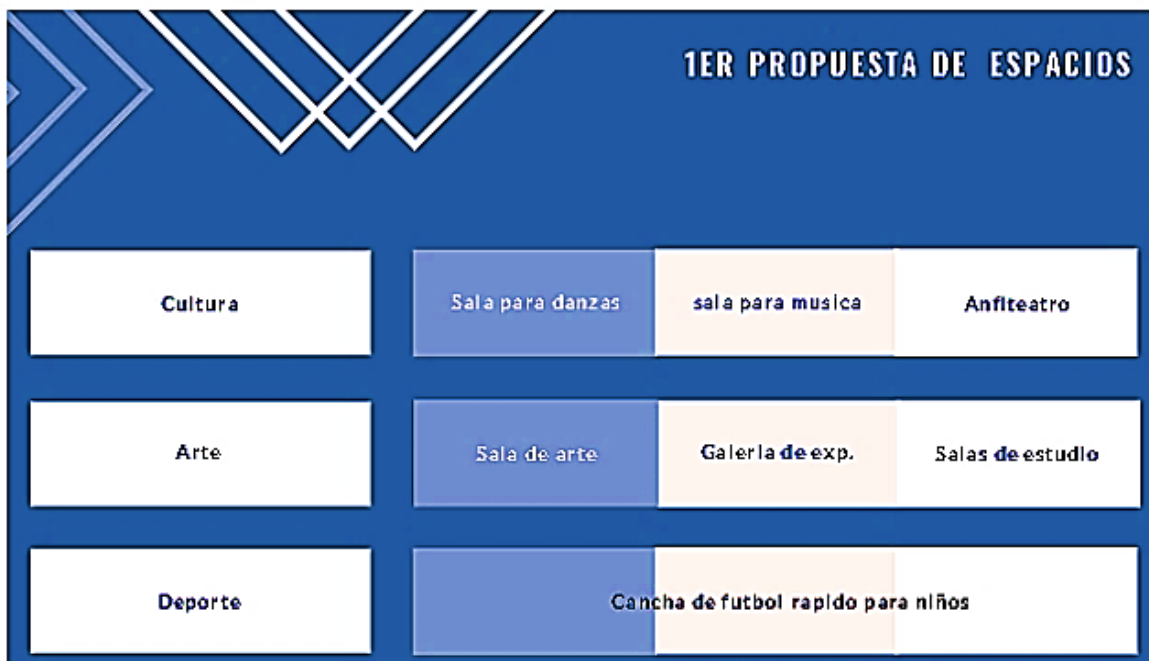 1ER PROPUESTA DE ESPACIOS
Cultura
Sala para danzas
sala para musica
Anfiteatro
Arte
Sala de arte
Galeria de exp.
Salas de estudio
Deporte
Cancha de futbol rapido para niños